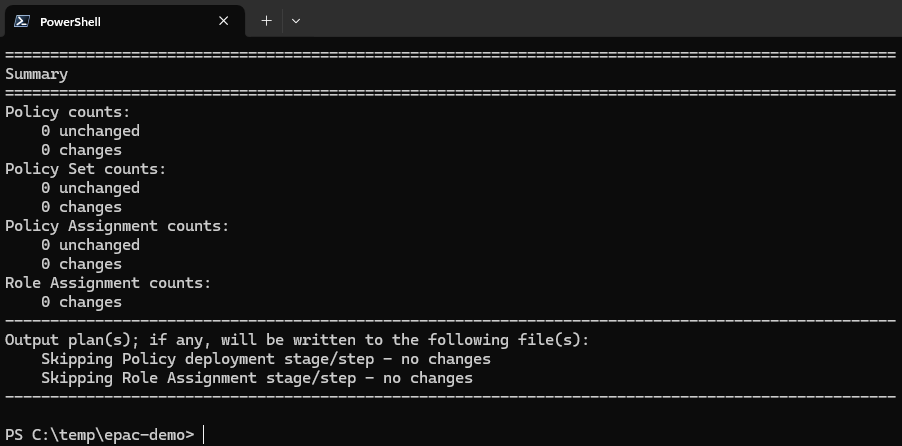 PowerShell
===================================================================================================
Summary
===================================================================================================
Policy counts:
    0 unchanged
    0 changes
Policy Set counts:
    0 unchanged
    0 changes
Policy Assignment counts:
    0 unchanged
    0 changes
Role Assignment counts:
    0 changes
---------------------------------------------------------------------------------------------------
Output plan(s); if any, will be written to the following file(s):
    Skipping Policy deployment stage/step - no changes
    Skipping Role Assignment stage/step - no changes
---------------------------------------------------------------------------------------------------
PS C:\temp\epac-demo>